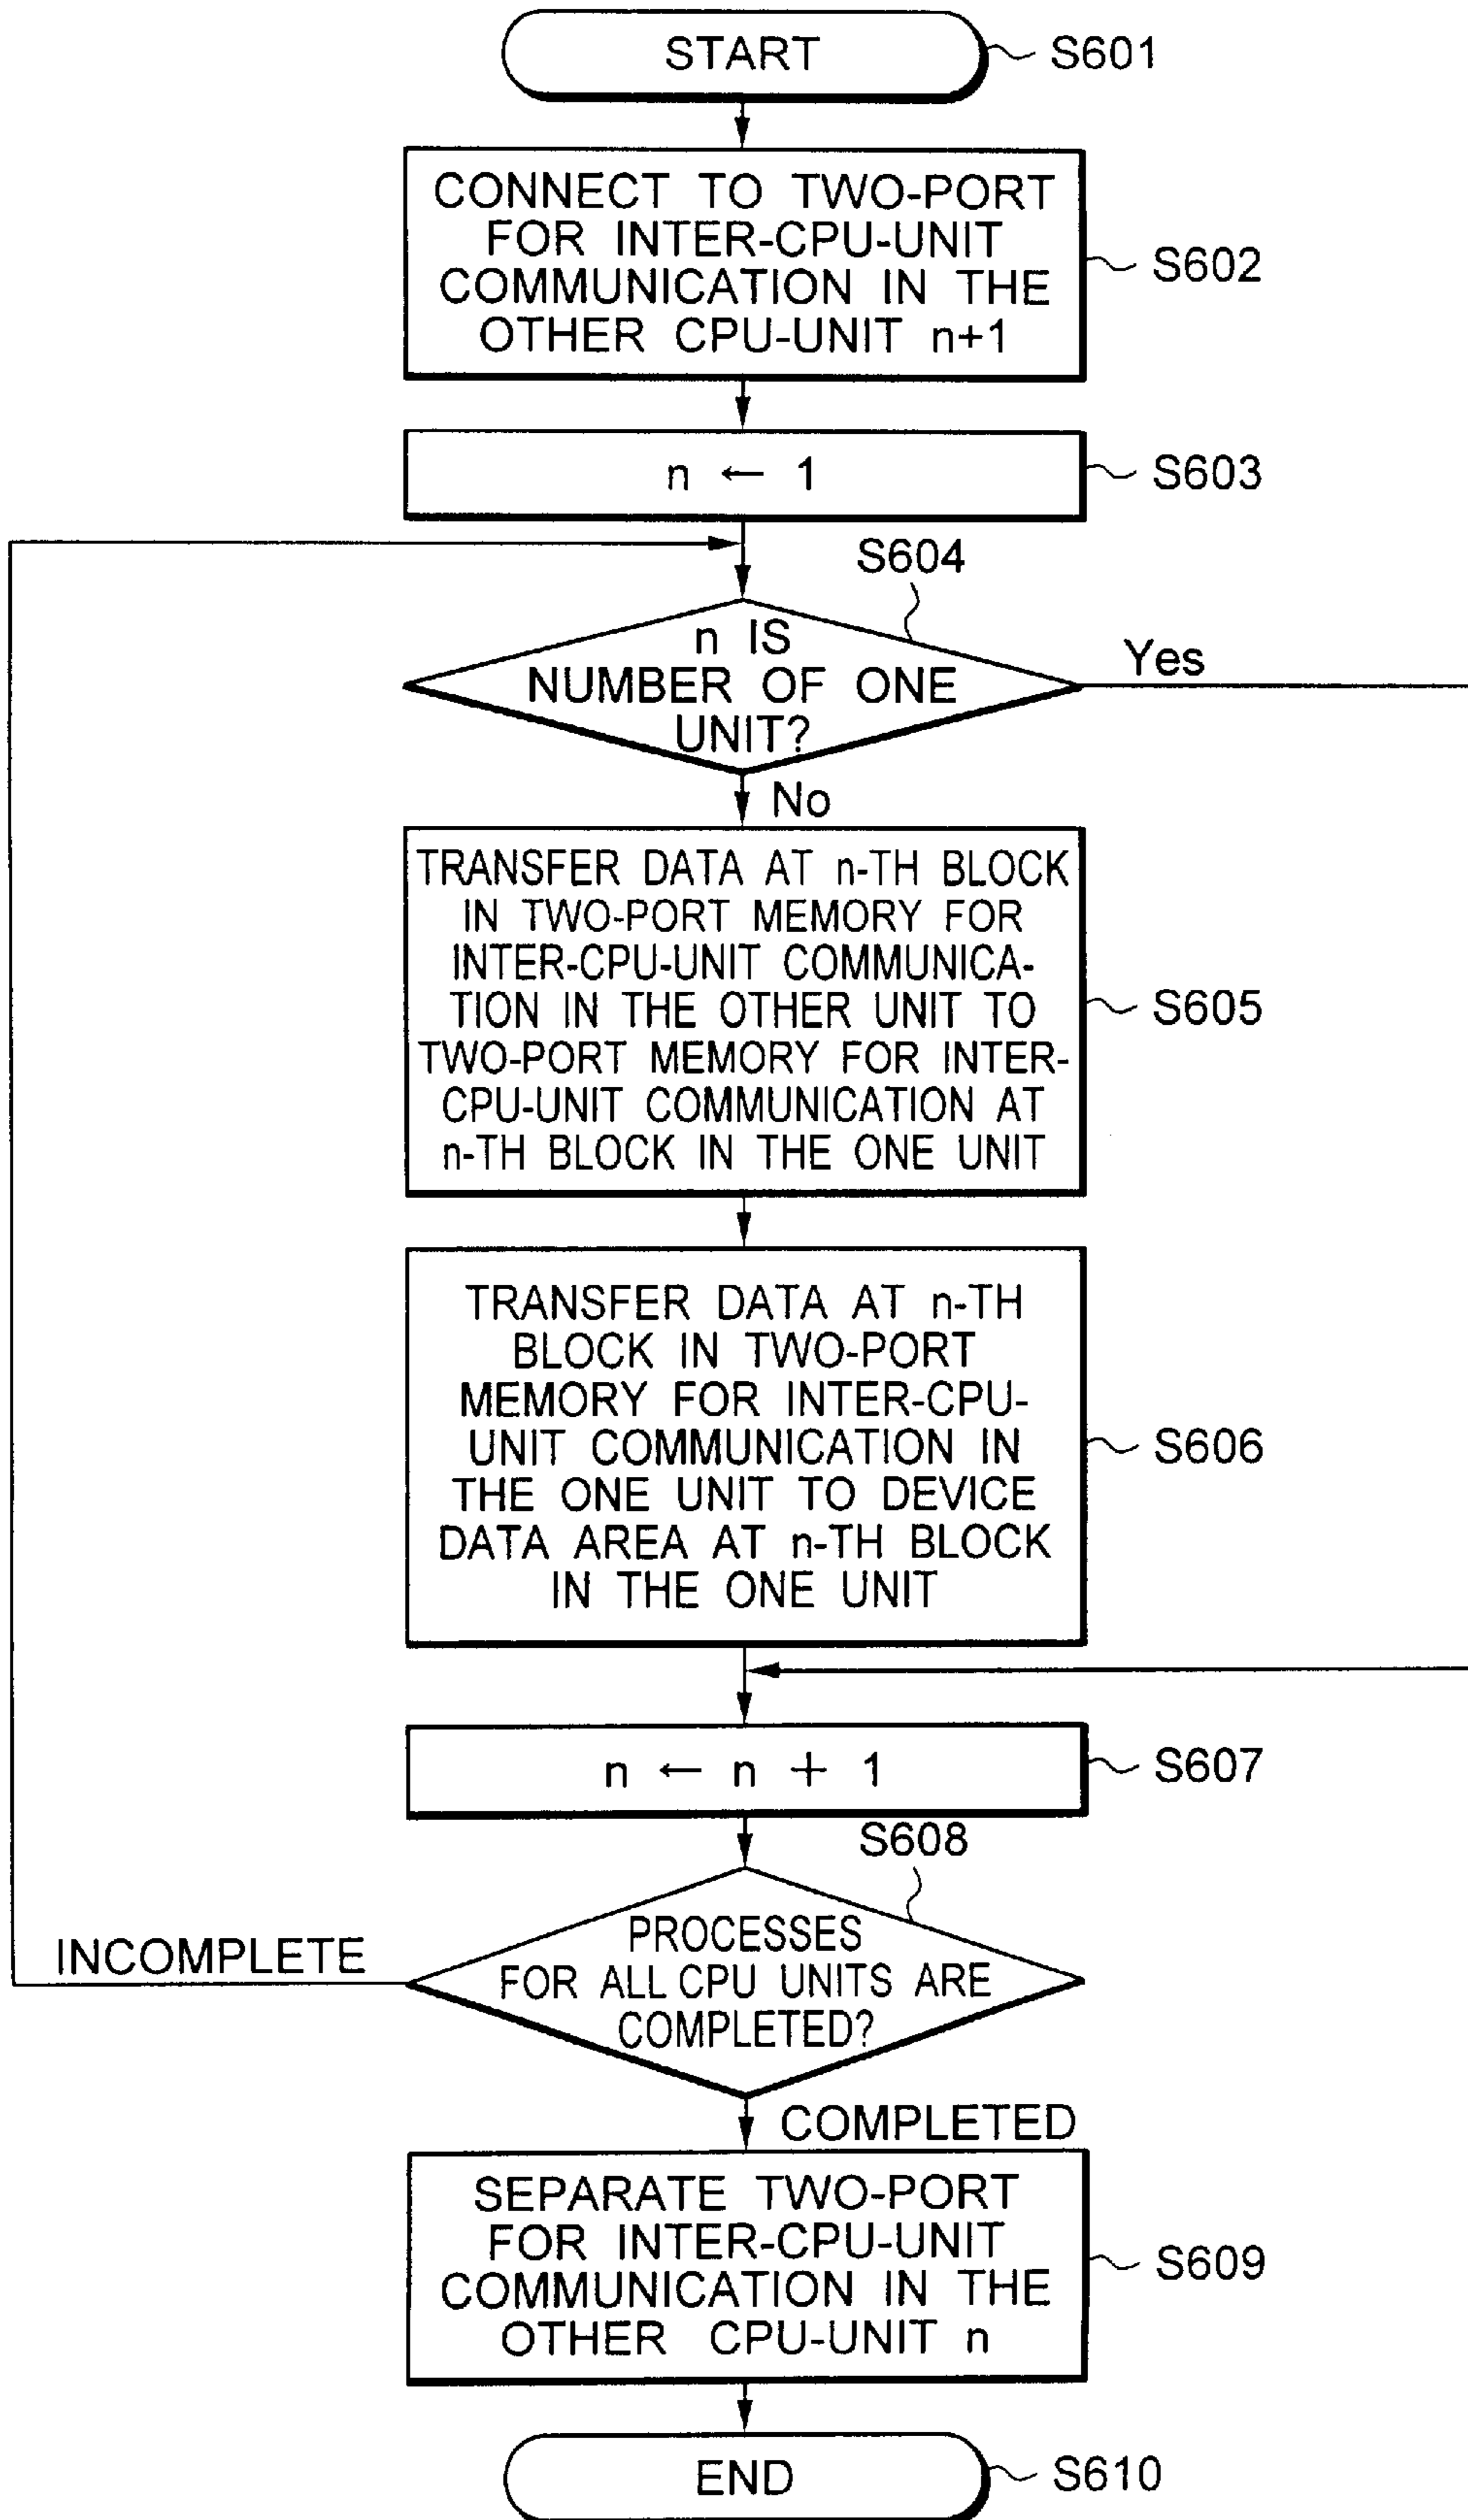 START
S601
CONNECT TO TWO-PORT
FOR INTER-CPU-UNIT
COMMUNICATION IN THE
OTHER CPU-UNIT n+1
S602
n ← 1
S603
S604
n IS
NUMBER OF ONE
UNIT?
Yes
No
TRANSFER DATA AT n-TH BLOCK
IN TWO-PORT MEMORY FOR
INTER-CPU-UNIT COMMUNICA-
TION IN THE OTHER UNIT TO
TWO-PORT MEMORY FOR INTER-
CPU-UNIT COMMUNICATION AT
n-TH BLOCK IN THE ONE UNIT
S605
TRANSFER DATA AT n-TH
BLOCK IN TWO-PORT
MEMORY FOR INTER-CPU-
UNIT COMMUNICATION IN
THE ONE UNIT TO DEVICE
DATA AREA AT n-TH BLOCK
IN THE ONE UNIT
S606
n ← n + 1
S607
S608
PROCESSES
FOR ALL CPU UNITS ARE
COMPLETED?
INCOMPLETE
COMPLETED
SEPARATE TWO-PORT
FOR INTER-CPU-UNIT
COMMUNICATION IN THE
OTHER CPU-UNIT n
S609
END
S610